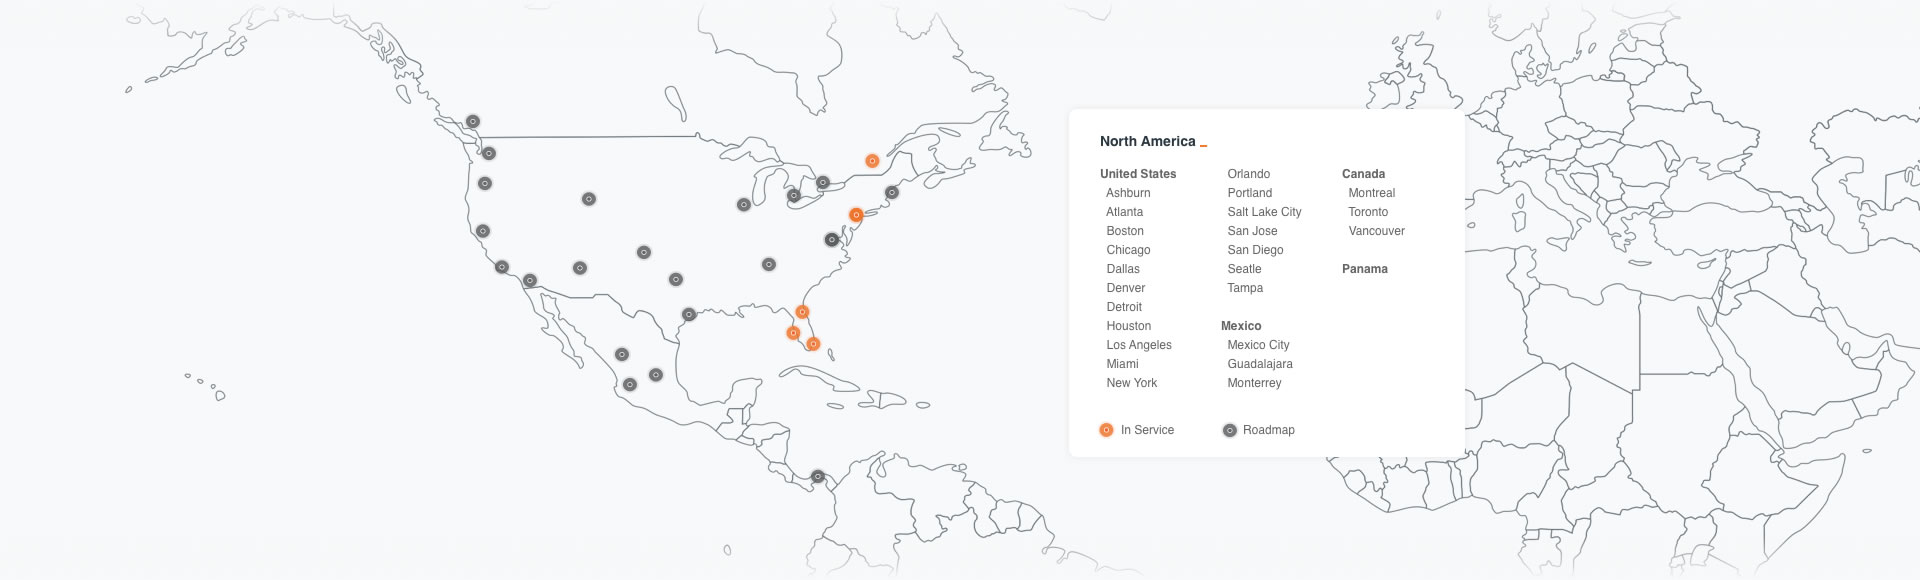 North America _
United States
Ashburn
Atlanta
Boston
Chicago
Dallas
Denver
Detroit
Houston
Los Angeles
Miami
New York
Orlando
Portland
Salt Lake City
San Jose
San Diego
Seatle
Tampa
Mexico
Mexico City
Guadalajara
Monterrey
Canada
Montreal
Toronto
Vancouver
Panama
In Service
Roadmap